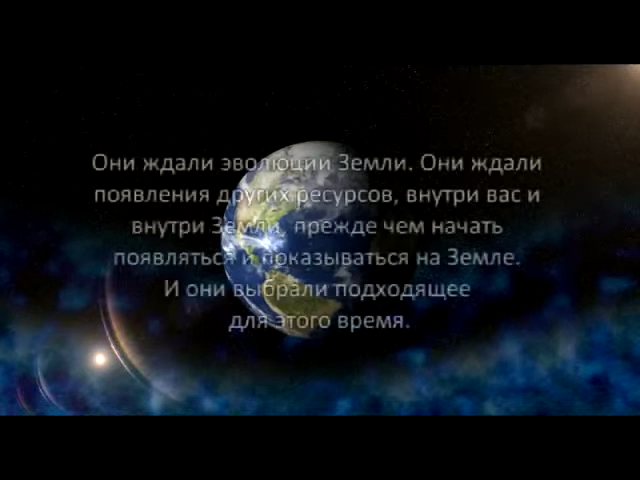 Они ждали эволюции Земли. Они ждали
появления других ресурсов, внутри вас и
внутри Земли, прежде чем начать
появляться и показываться на Земле.
И они выбрали подходящее
для этого время.